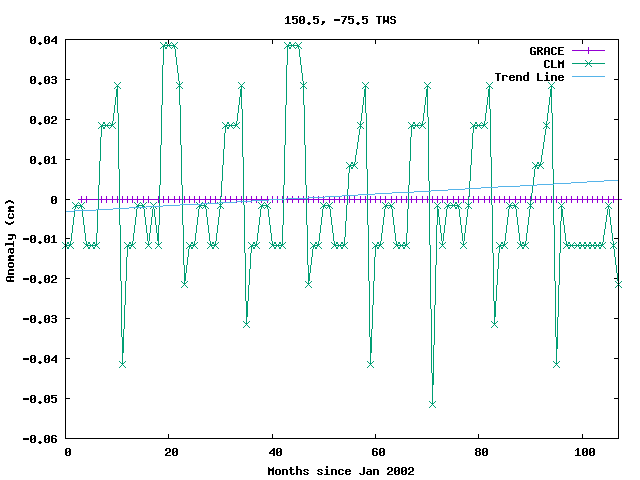 150.5, -75.5 TWS
GRACE
CLM
Trend Line
0.04
0.03
0.02
0.01
0
-0.01
-0.02
-0.03
-0.04
-0.05
-0.06
Anomaly (cm)
0 20 40 60 80 100
Months since Jan 2002